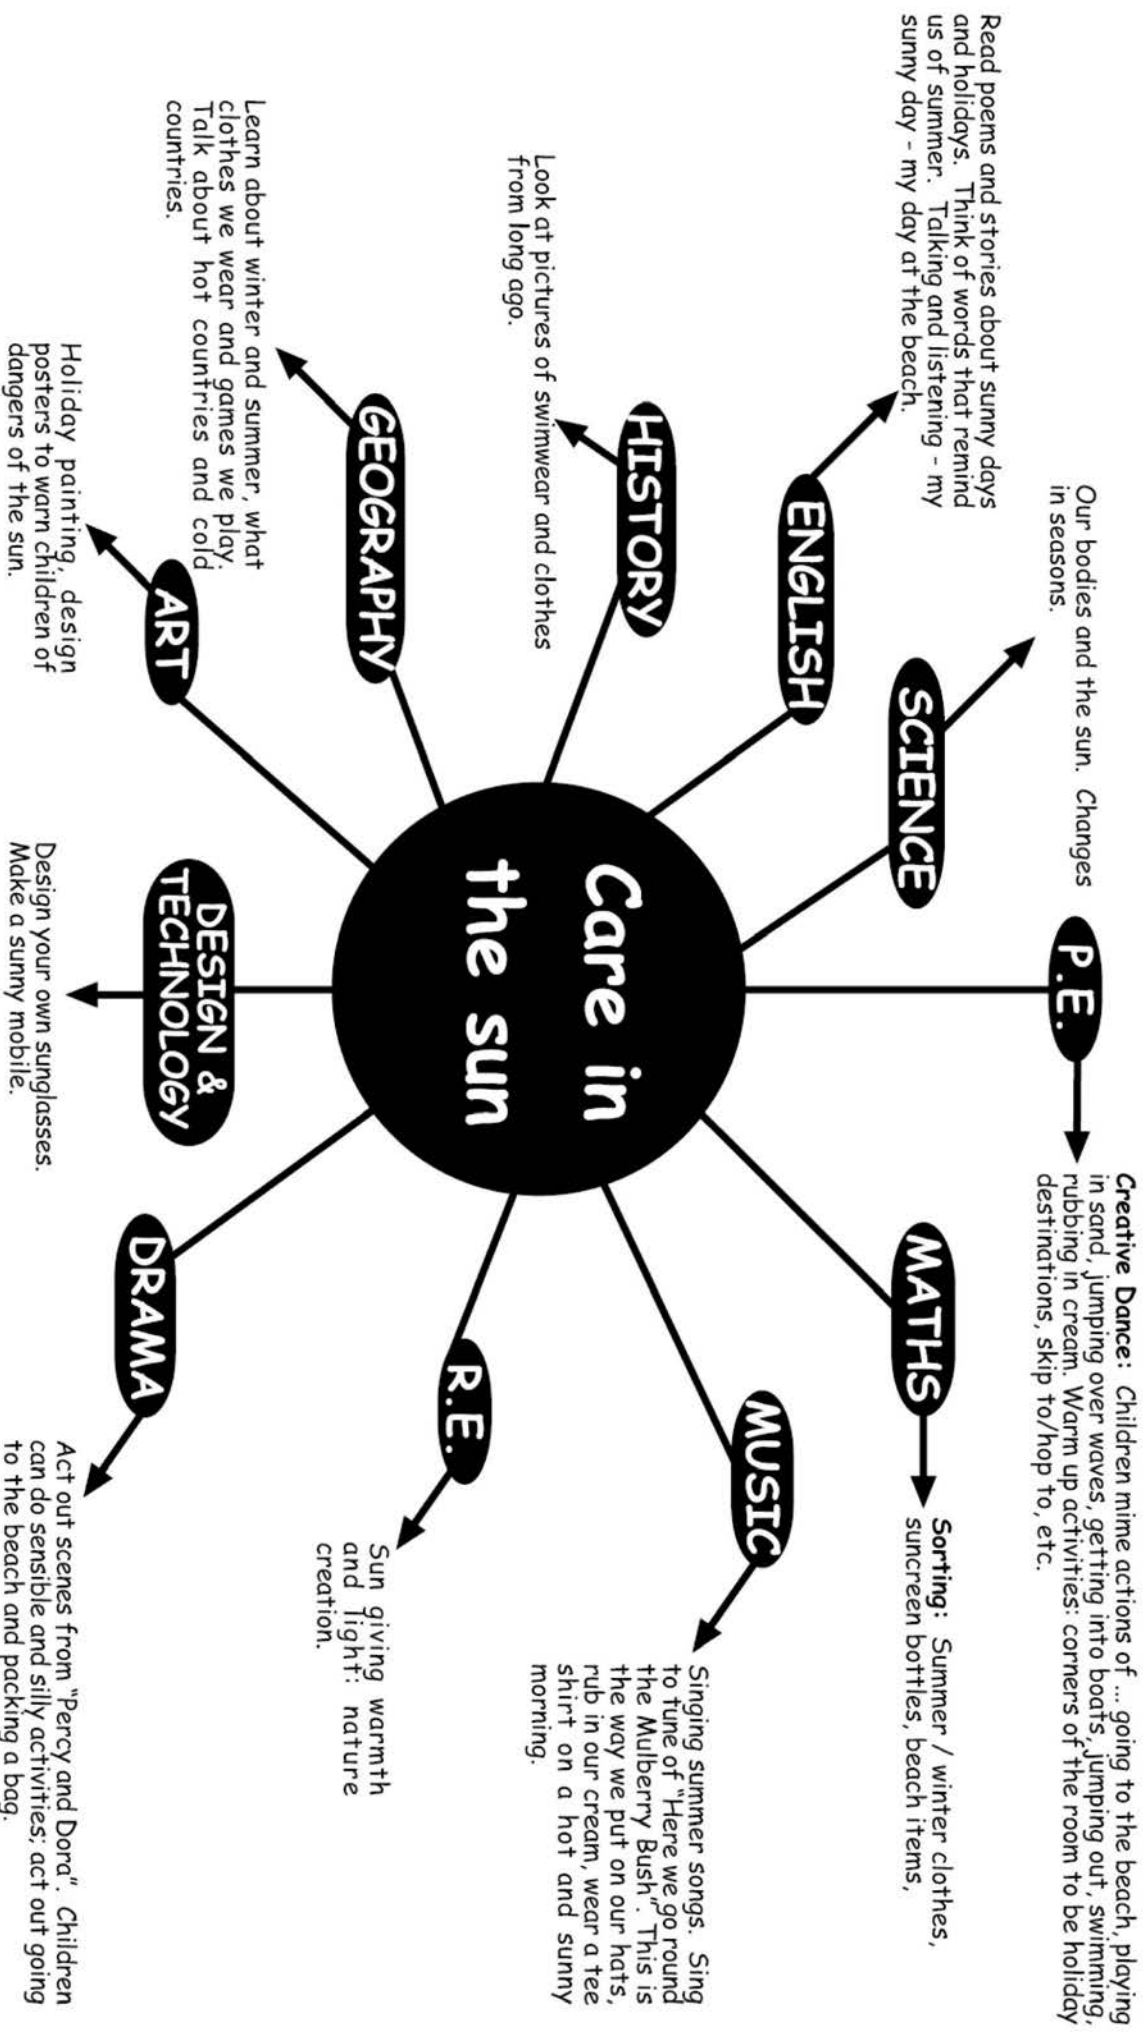 Creative Dance: Children mime actions of ... going to the beach, playing
in sand, jumping over waves, getting into boats, jumping out, swimming,
rubbing in cream. Warm up activities: corners of the room to be holiday
destinations, skip to/hop to, etc.
P.E.
Our bodies and the sun. Changes
in seasons.
SCIENCE
Read poems and stories about sunny days
and holidays. Think of words that remind
us of summer. Talking and listening - my
sunny day - my day at the beach.
ENGLISH
MATHS
Sorting: Summer / winter clothes,
suncreen bottles, beach items,
MUSIC
Singing summer songs. Sing
to tune of "Here we go round
the Mulberry Bush". This is
the way we put on our hats,
rub in our cream, wear a tee
shirt on a hot and sunny
morning.
HISTORY
Look at pictures of swimwear and clothes
from long ago.
Care in
the sun
R.E.
Sun giving warmth
and light: nature
creation.
GEOGRAPHY
Learn about winter and summer, what
clothes we wear and games we play.
Talk about hot countries and cold
countries.
ART
Holiday painting, design
posters to warn children of
dangers of the sun.
DESIGN &
TECHNOLOGY
Design your own sunglasses.
Make a sunny mobile.
DRAMA
Act out scenes from "Percy and Dora". Children
can do sensible and silly activities; act out going
to the beach and packing a bag.